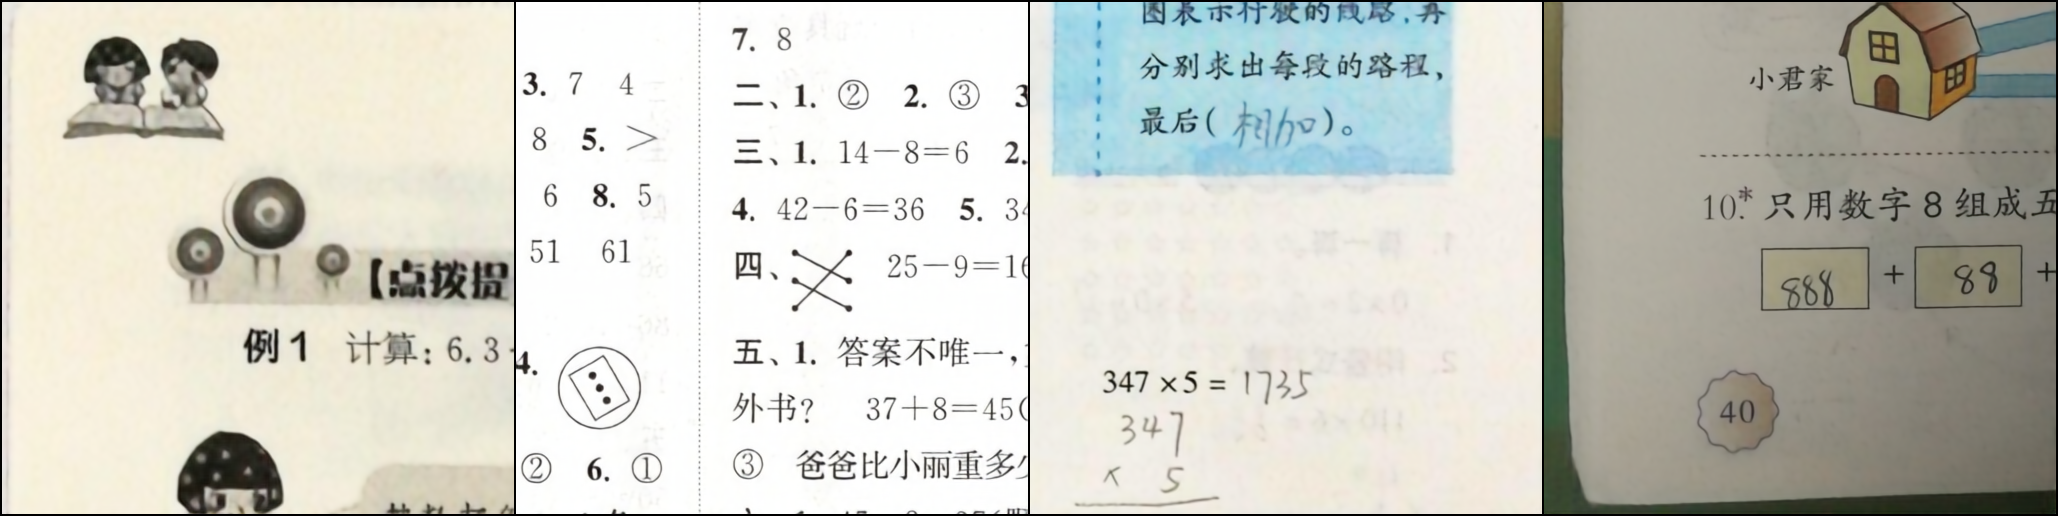 【点拨提
例1 计算：6.3
3. 7 4
8 5. >
6 8. 5
51 61
4.
② 6. ①
7. 8
二、1. ② 2. ③ 3
三、1. 14－8＝6 2.
4. 42－6＝36 5. 34
四、 25－9＝16
五、1. 答案不唯一，
外书？ 37＋8＝45(
③ 爸爸比小丽重多少
图表示行驶的线路，再
分别求出每段的路程，
最后(相加)。
347×5＝1735
347
× 5
小君家
10.* 只用数字8组成五
888 + 88 +
40